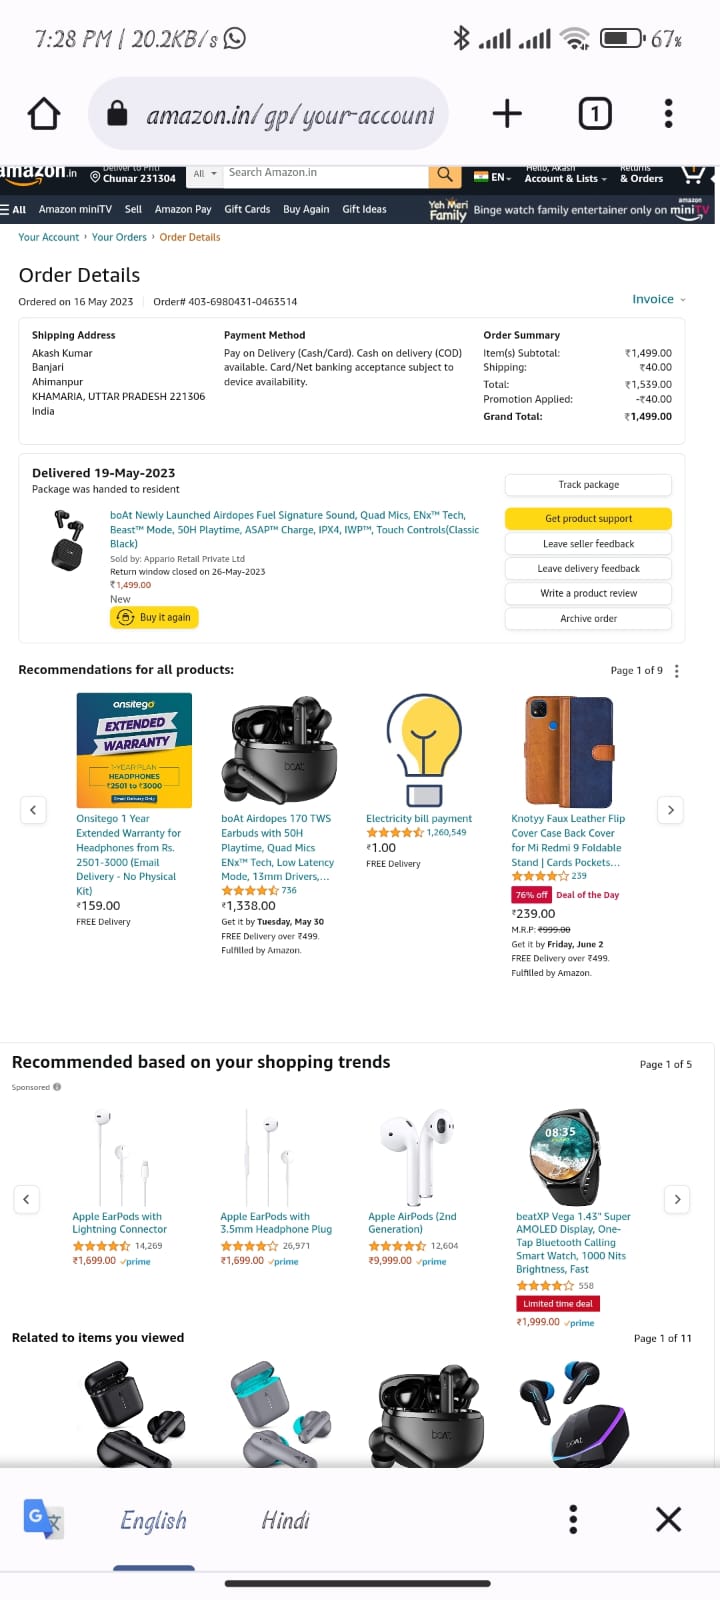 7:28 PM | 20.2KB/s
67%
amazon.in/gp/your-account
1
amazon.in
Deliver to Priti
Chunar 231304
All
Search Amazon.in
EN
Hello, Akash
Account & Lists
Returns
& Orders
All Amazon miniTV Sell Amazon Pay Gift Cards Buy Again Gift Ideas
Yeh Meri
Family
Binge watch family entertainer only on
amazon
miniTV
Your Account › Your Orders › Order Details
Order Details
Ordered on 16 May 2023 | Order# 403-6980431-0463514
Invoice
Shipping Address
Akash Kumar
Banjari
Ahimanpur
KHAMARIA, UTTAR PRADESH 221306
India
Payment Method
Pay on Delivery (Cash/Card). Cash on delivery (COD)
available. Card/Net banking acceptance subject to
device availability.
Order Summary
Item(s) Subtotal: ₹1,499.00
Shipping: ₹40.00
Total: ₹1,539.00
Promotion Applied: -₹40.00
Grand Total: ₹1,499.00
Delivered 19-May-2023
Package was handed to resident
boAt Newly Launched Airdopes Fuel Signature Sound, Quad Mics, ENx™ Tech,
Beast™ Mode, 50H Playtime, ASAP™ Charge, IPX4, IWP™, Touch Controls(Classic
Black)
Sold by: Appario Retail Private Ltd
Return window closed on 26-May-2023
₹1,499.00
New
Buy it again
Track package
Get product support
Leave seller feedback
Leave delivery feedback
Write a product review
Archive order
Recommendations for all products:
Page 1 of 9
onsitego
EXTENDED
WARRANTY
1-YEAR PLAN
HEADPHONES
₹2501 to ₹3000
Email Delivery Only
Onsitego 1 Year
Extended Warranty for
Headphones from Rs.
2501-3000 (Email
Delivery - No Physical
Kit)
₹159.00
FREE Delivery
boAt
boAt Airdopes 170 TWS
Earbuds with 50H
Playtime, Quad Mics
ENx™ Tech, Low Latency
Mode, 13mm Drivers,...
736
₹1,338.00
Get it by Tuesday, May 30
FREE Delivery over ₹499.
Fulfilled by Amazon.
Electricity bill payment
1,260,549
₹1.00
FREE Delivery
Knotyy Faux Leather Flip
Cover Case Back Cover
for Mi Redmi 9 Foldable
Stand | Cards Pockets...
239
76% off Deal of the Day
₹239.00
M.R.P: ₹999.00
Get it by Friday, June 2
FREE Delivery over ₹499.
Fulfilled by Amazon.
Recommended based on your shopping trends
Page 1 of 5
Sponsored
Apple EarPods with
Lightning Connector
14,269
₹1,699.00 prime
Apple EarPods with
3.5mm Headphone Plug
26,971
₹1,699.00 prime
Apple AirPods (2nd
Generation)
12,604
₹9,999.00 prime
08:35
beatXP Vega 1.43" Super
AMOLED Display, One-
Tap Bluetooth Calling
Smart Watch, 1000 Nits
Brightness, Fast
558
Limited time deal
₹1,999.00 prime
Related to items you viewed
Page 1 of 11
boAt
boAt
G
English
Hindi